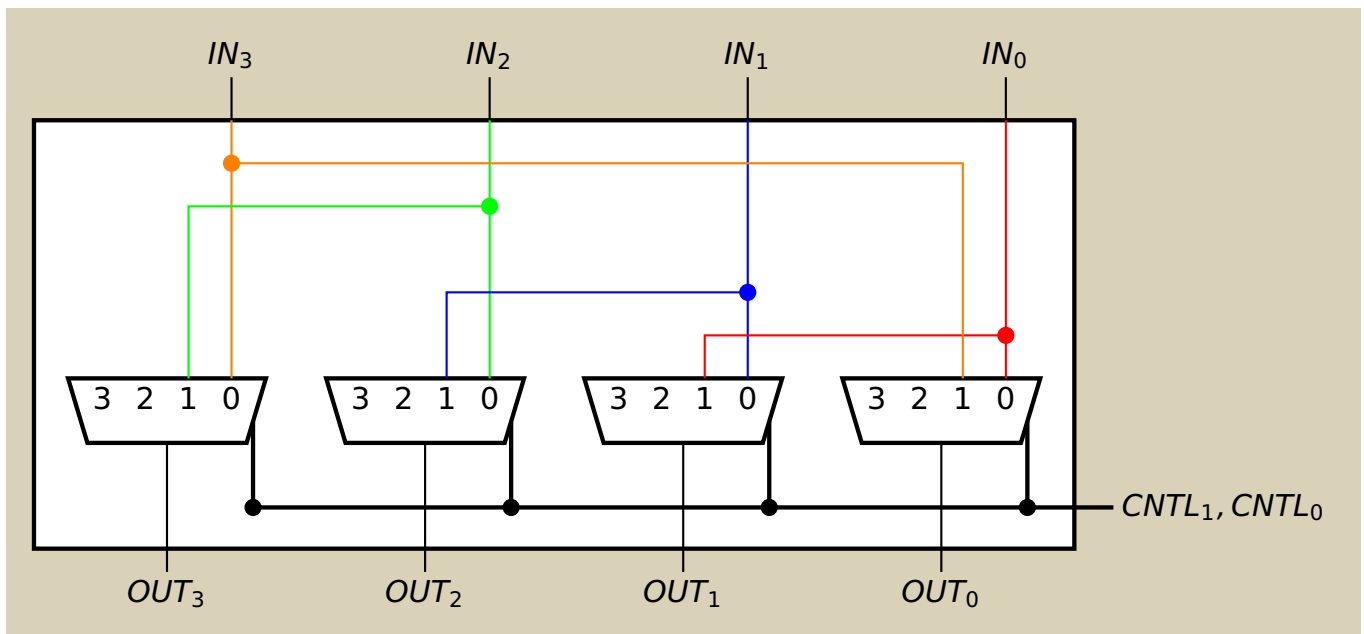 IN₃ IN₂ IN₁ IN₀
3 2 1 0 3 2 1 0 3 2 1 0 3 2 1 0
CNTL₁, CNTL₀
OUT₃ OUT₂ OUT₁ OUT₀